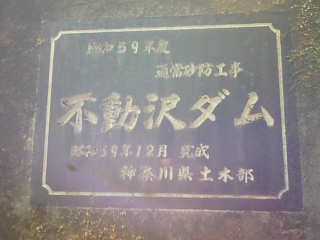 昭和59年度
通常砂防工事
不動沢ダム
昭和59年12月 完成
神奈川県土木部